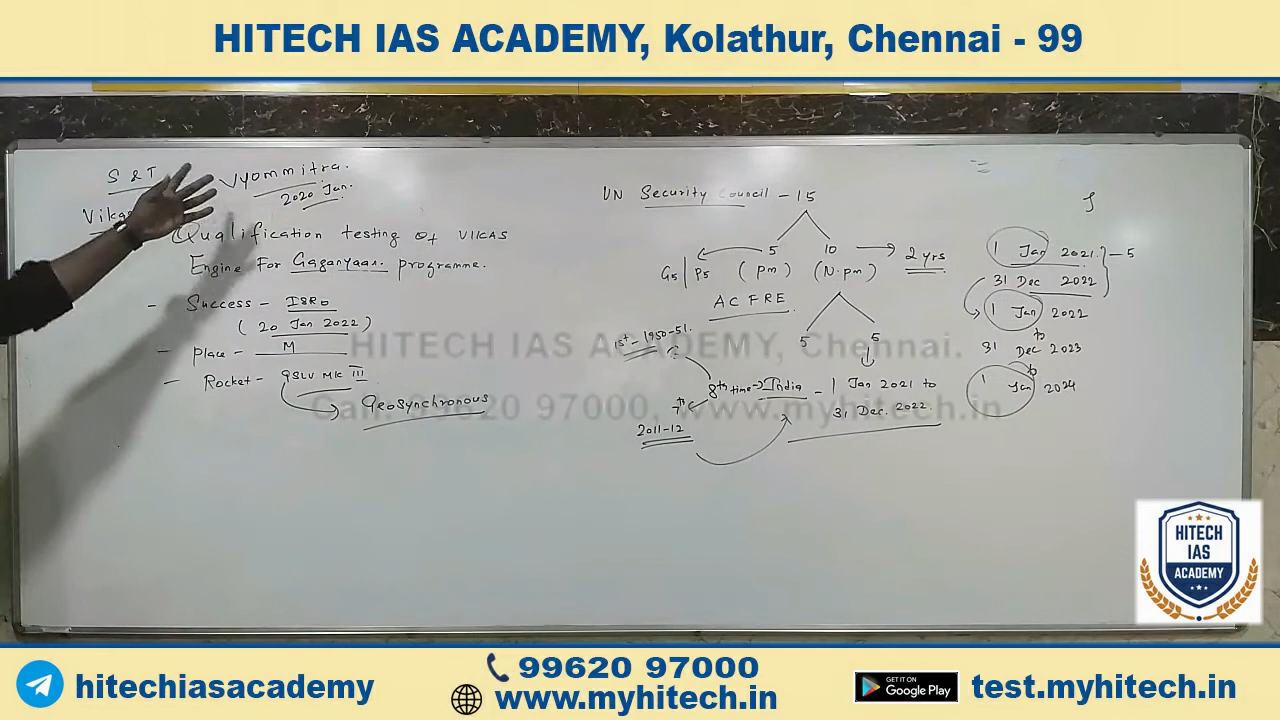 HITECH IAS ACADEMY, Kolathur, Chennai - 99
S & T
Vyommitra.
2020 Jan.
Qualification testing of VIKAS
Engine For Gaganyaan programme.
- Success - ISRO
( 20 Jan 2022 )
- Place - M
- Rocket - GSLV MK III
Geosynchronous
UN Security Council - 15
5 10 2 yrs
G5 | P5 (pm) (N.pm)
ACFRE
5 5
1st - 1950-51.
8th time → India - 1 Jan 2021 to
31 Dec. 2022.
7th
2011-12
1 Jan 2021. - 5
31 Dec 2022
1 Jan 2022
to
31 Dec 2023
1 Jan 2024
HITECH IAS ACADEMY, Chennai.
Call: 99620 97000, www.myhitech.in
HITECH
IAS
ACADEMY
hitechiasacademy
99620 97000
www.myhitech.in
GET IT ON
Google Play
test.myhitech.in